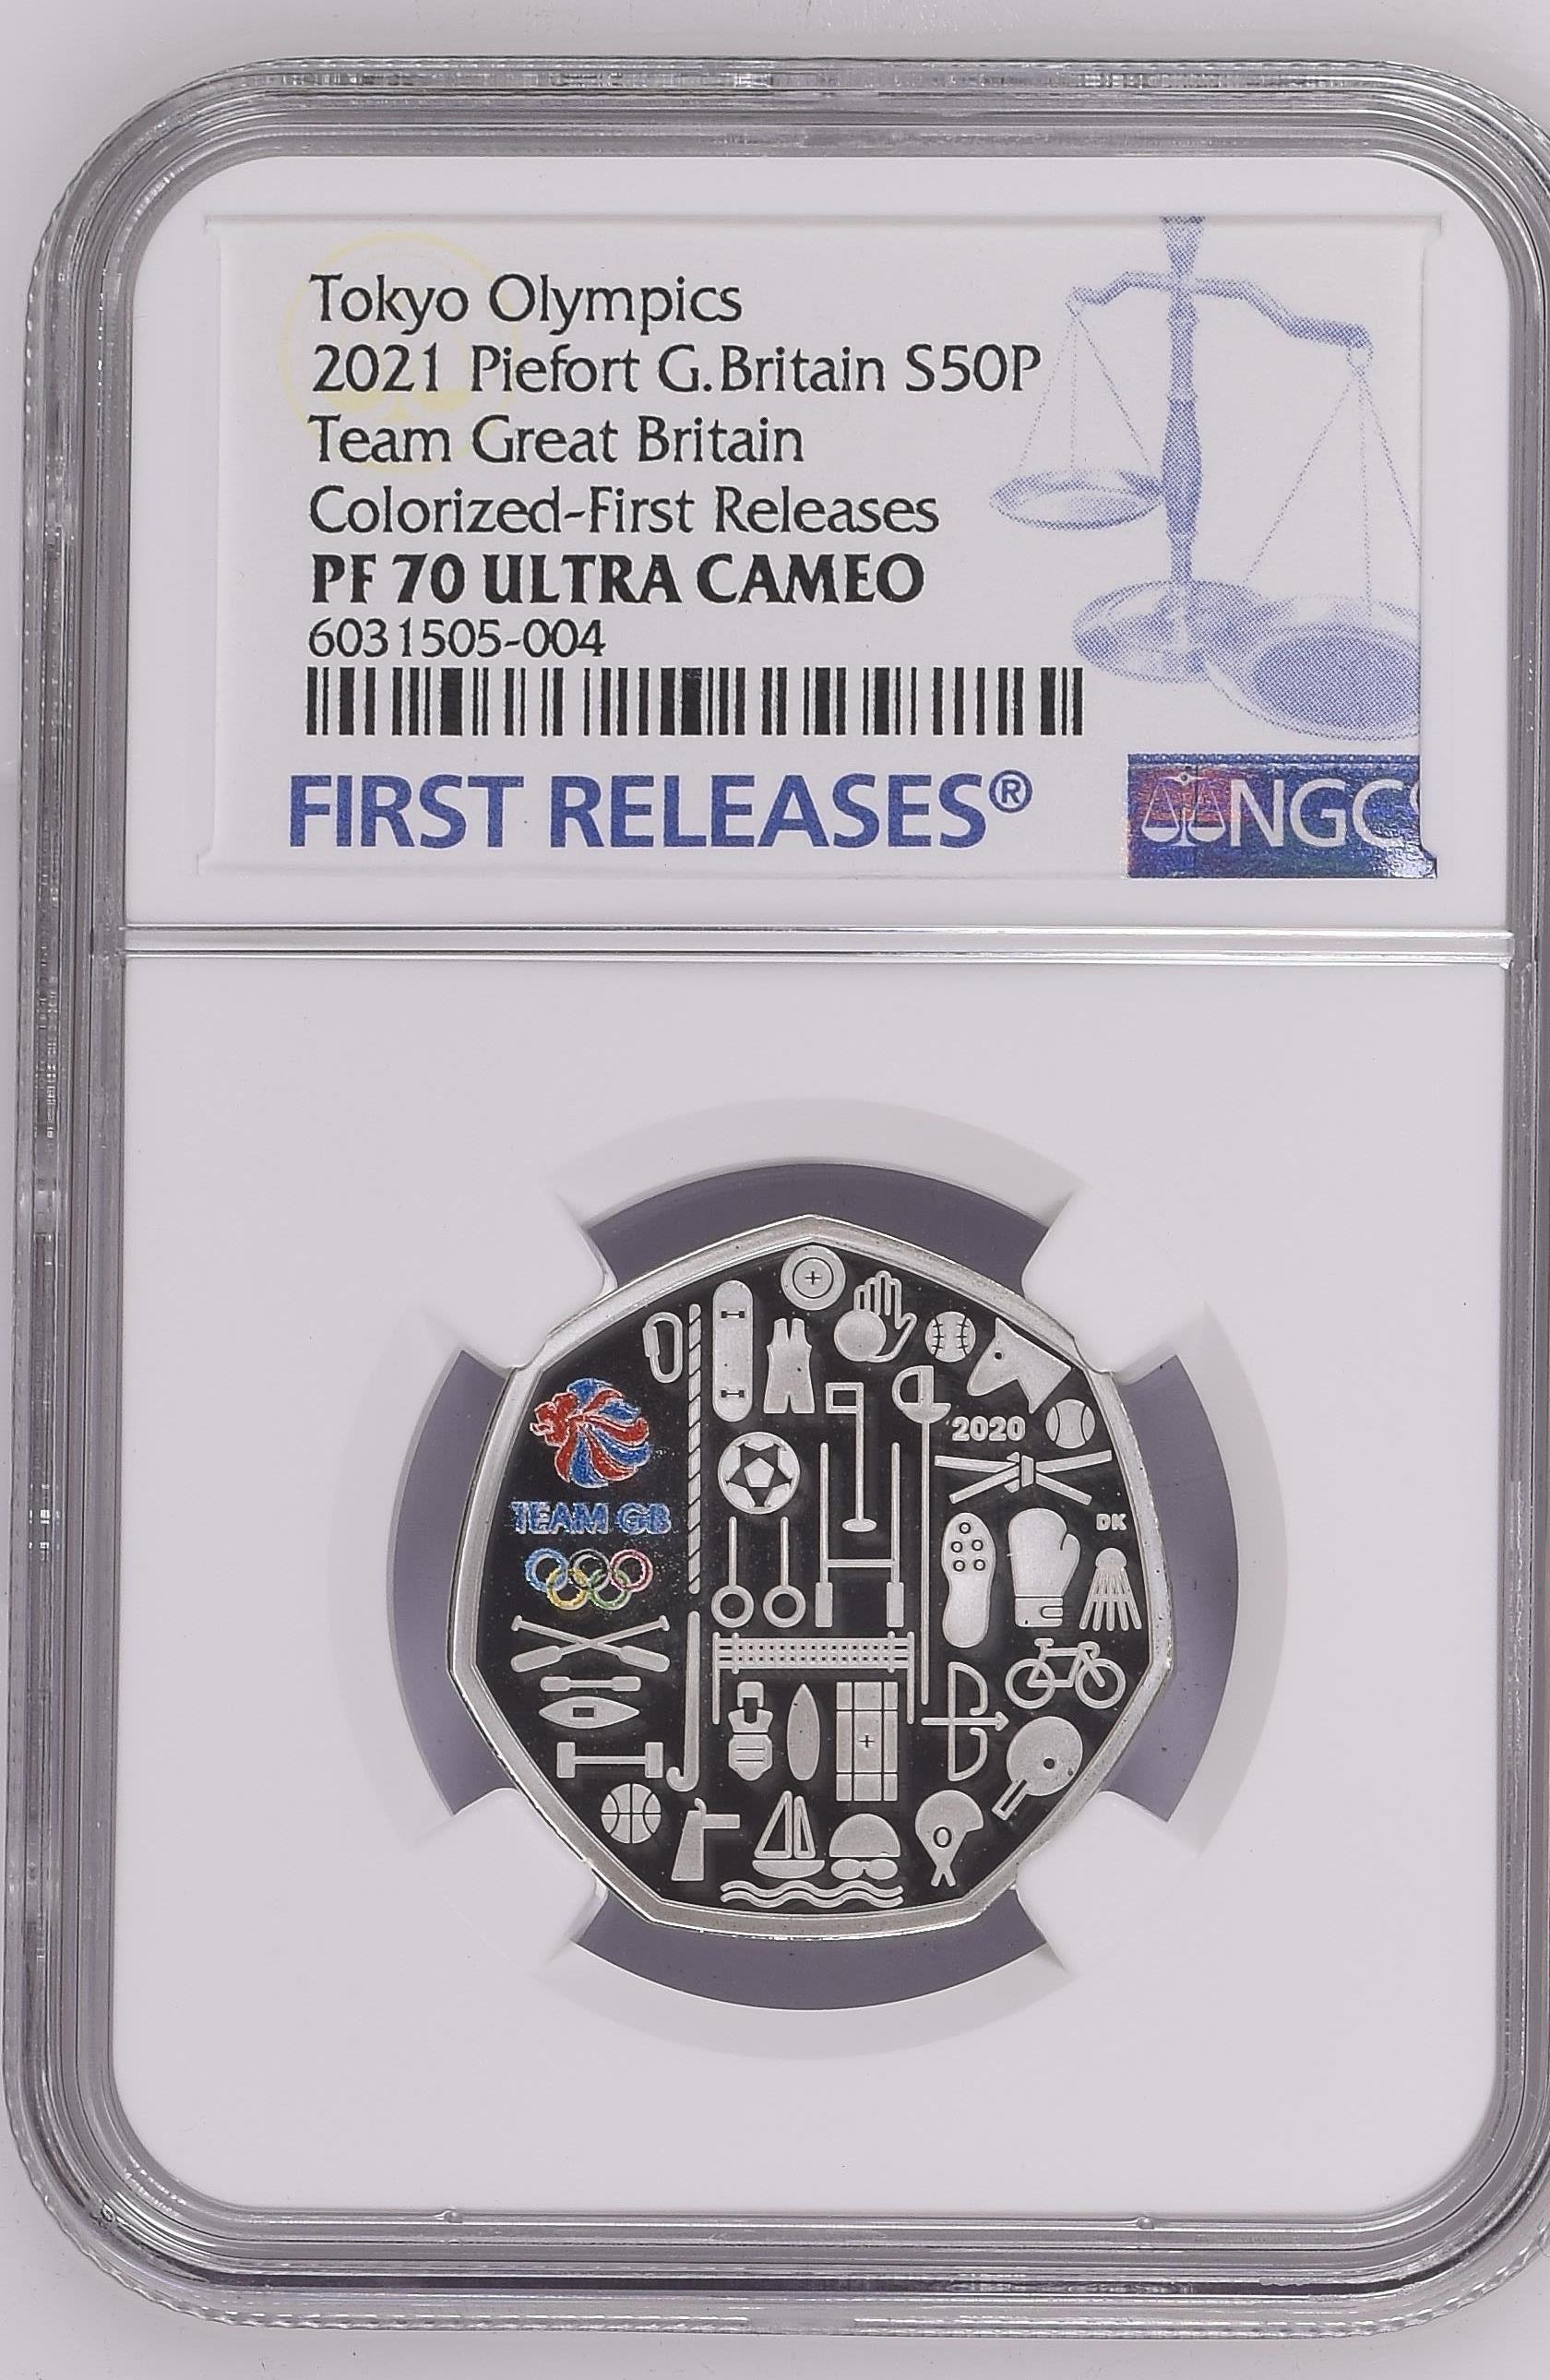 Tokyo Olympics
2021 Piefort G.Britain S50P
Team Great Britain
Colorized-First Releases
PF 70 ULTRA CAMEO
6031505-004
FIRST RELEASES®
NGC
2020
DK
TEAM GB